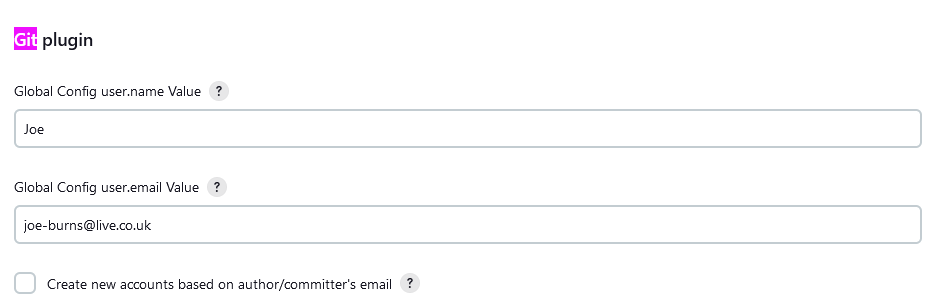 Git plugin
Global Config user.name Value ?
Joe
Global Config user.email Value ?
joe-burns@live.co.uk
Create new accounts based on author/committer's email ?